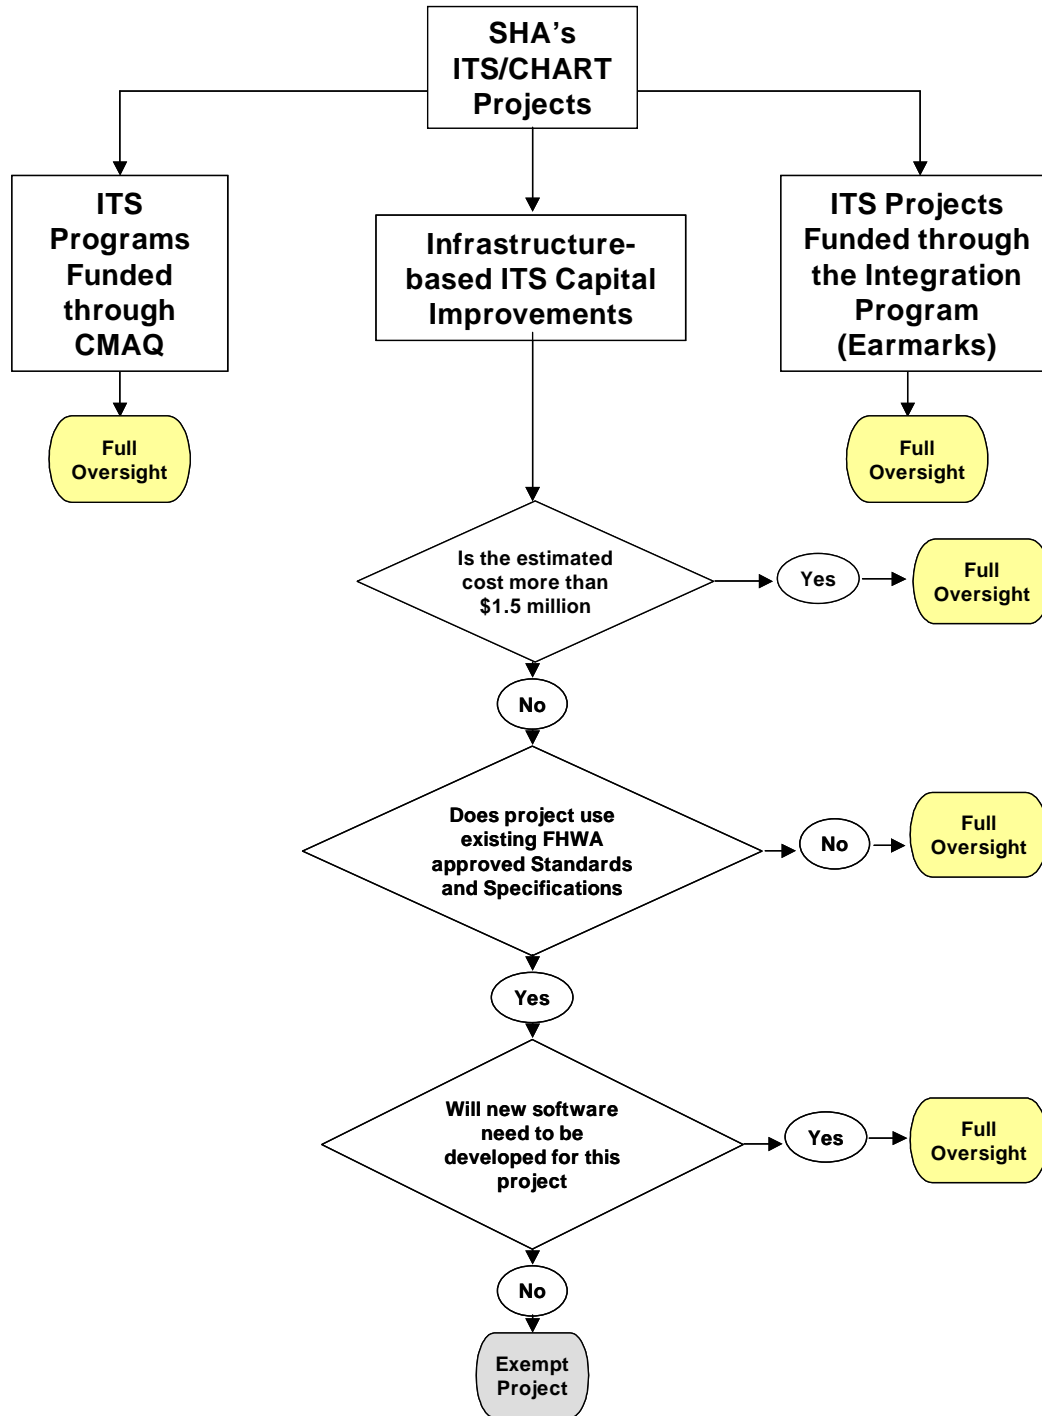 SHA's
ITS/CHART
Projects
ITS
Programs
Funded
through
CMAQ
Infrastructure-
based ITS Capital
Improvements
ITS Projects
Funded through
the Integration
Program
(Earmarks)
Full
Oversight
Full
Oversight
Is the estimated
cost more than
$1.5 million
Yes
Full
Oversight
No
Does project use
existing FHWA
approved Standards
and Specifications
No
Full
Oversight
Yes
Will new software
need to be
developed for this
project
Yes
Full
Oversight
No
Exempt
Project